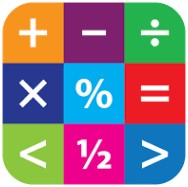 + − ÷
× % =
< ½ >